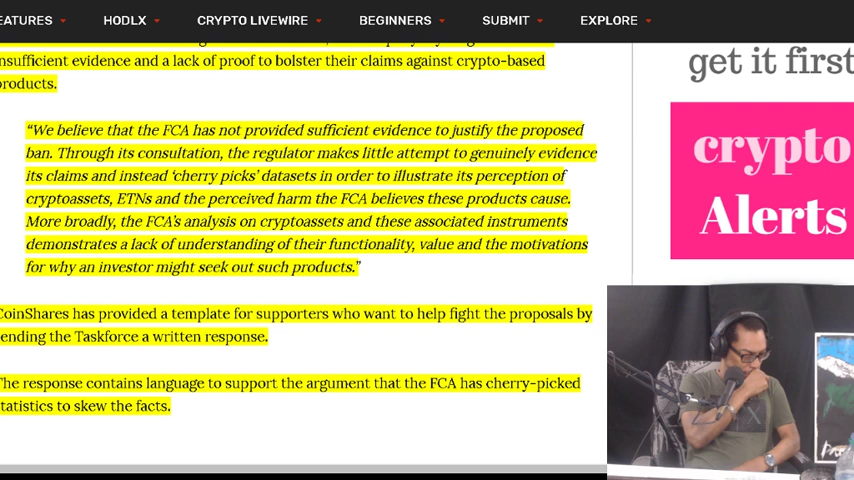 EATURES HODLX CRYPTO LIVEWIRE BEGINNERS SUBMIT EXPLORE
nsufficient evidence and a lack of proof to bolster their claims against crypto-based
products.
“We believe that the FCA has not provided sufficient evidence to justify the proposed
ban. Through its consultation, the regulator makes little attempt to genuinely evidence
its claims and instead ‘cherry picks’ datasets in order to illustrate its perception of
cryptoassets, ETNs and the perceived harm the FCA believes these products cause.
More broadly, the FCA’s analysis on cryptoassets and these associated instruments
demonstrates a lack of understanding of their functionality, value and the motivations
for why an investor might seek out such products.”
CoinShares has provided a template for supporters who want to help fight the proposals by
ending the Taskforce a written response.
The response contains language to support the argument that the FCA has cherry-picked
tatistics to skew the facts.
get it first
crypto
Alerts